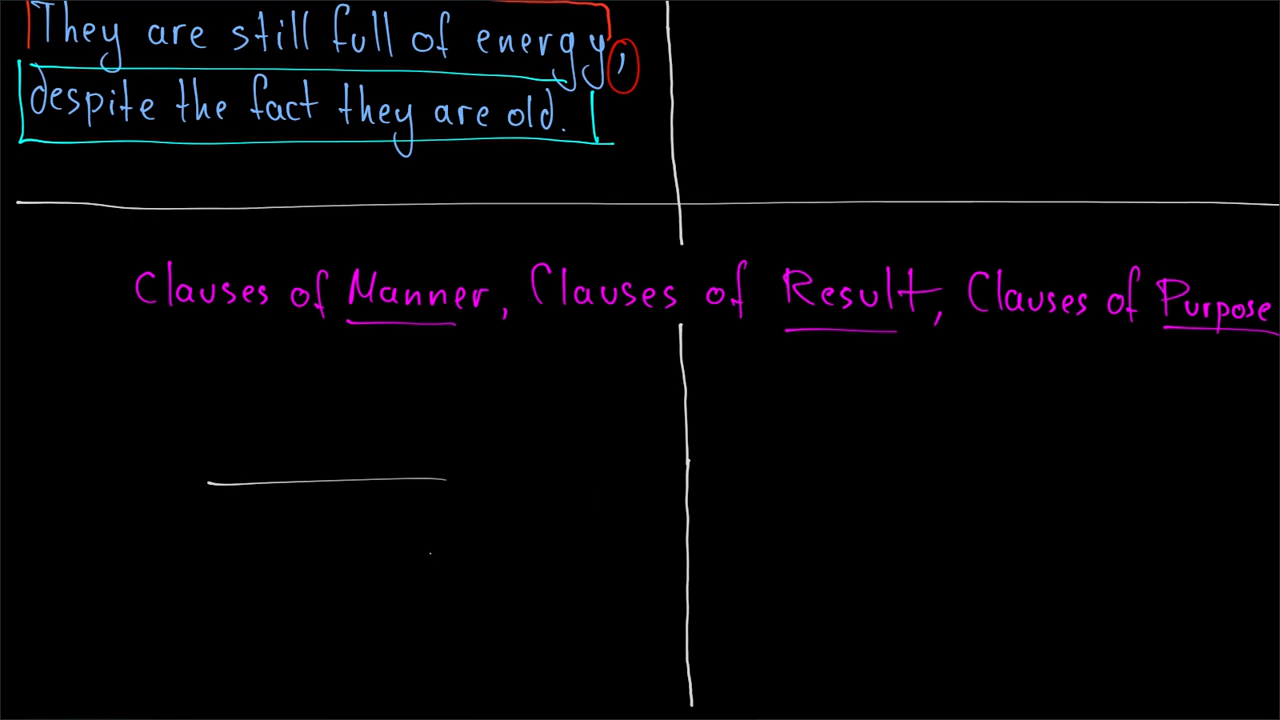 They are still full of energy,
despite the fact they are old.
Clauses of Manner, Clauses of Result, Clauses of Purpose